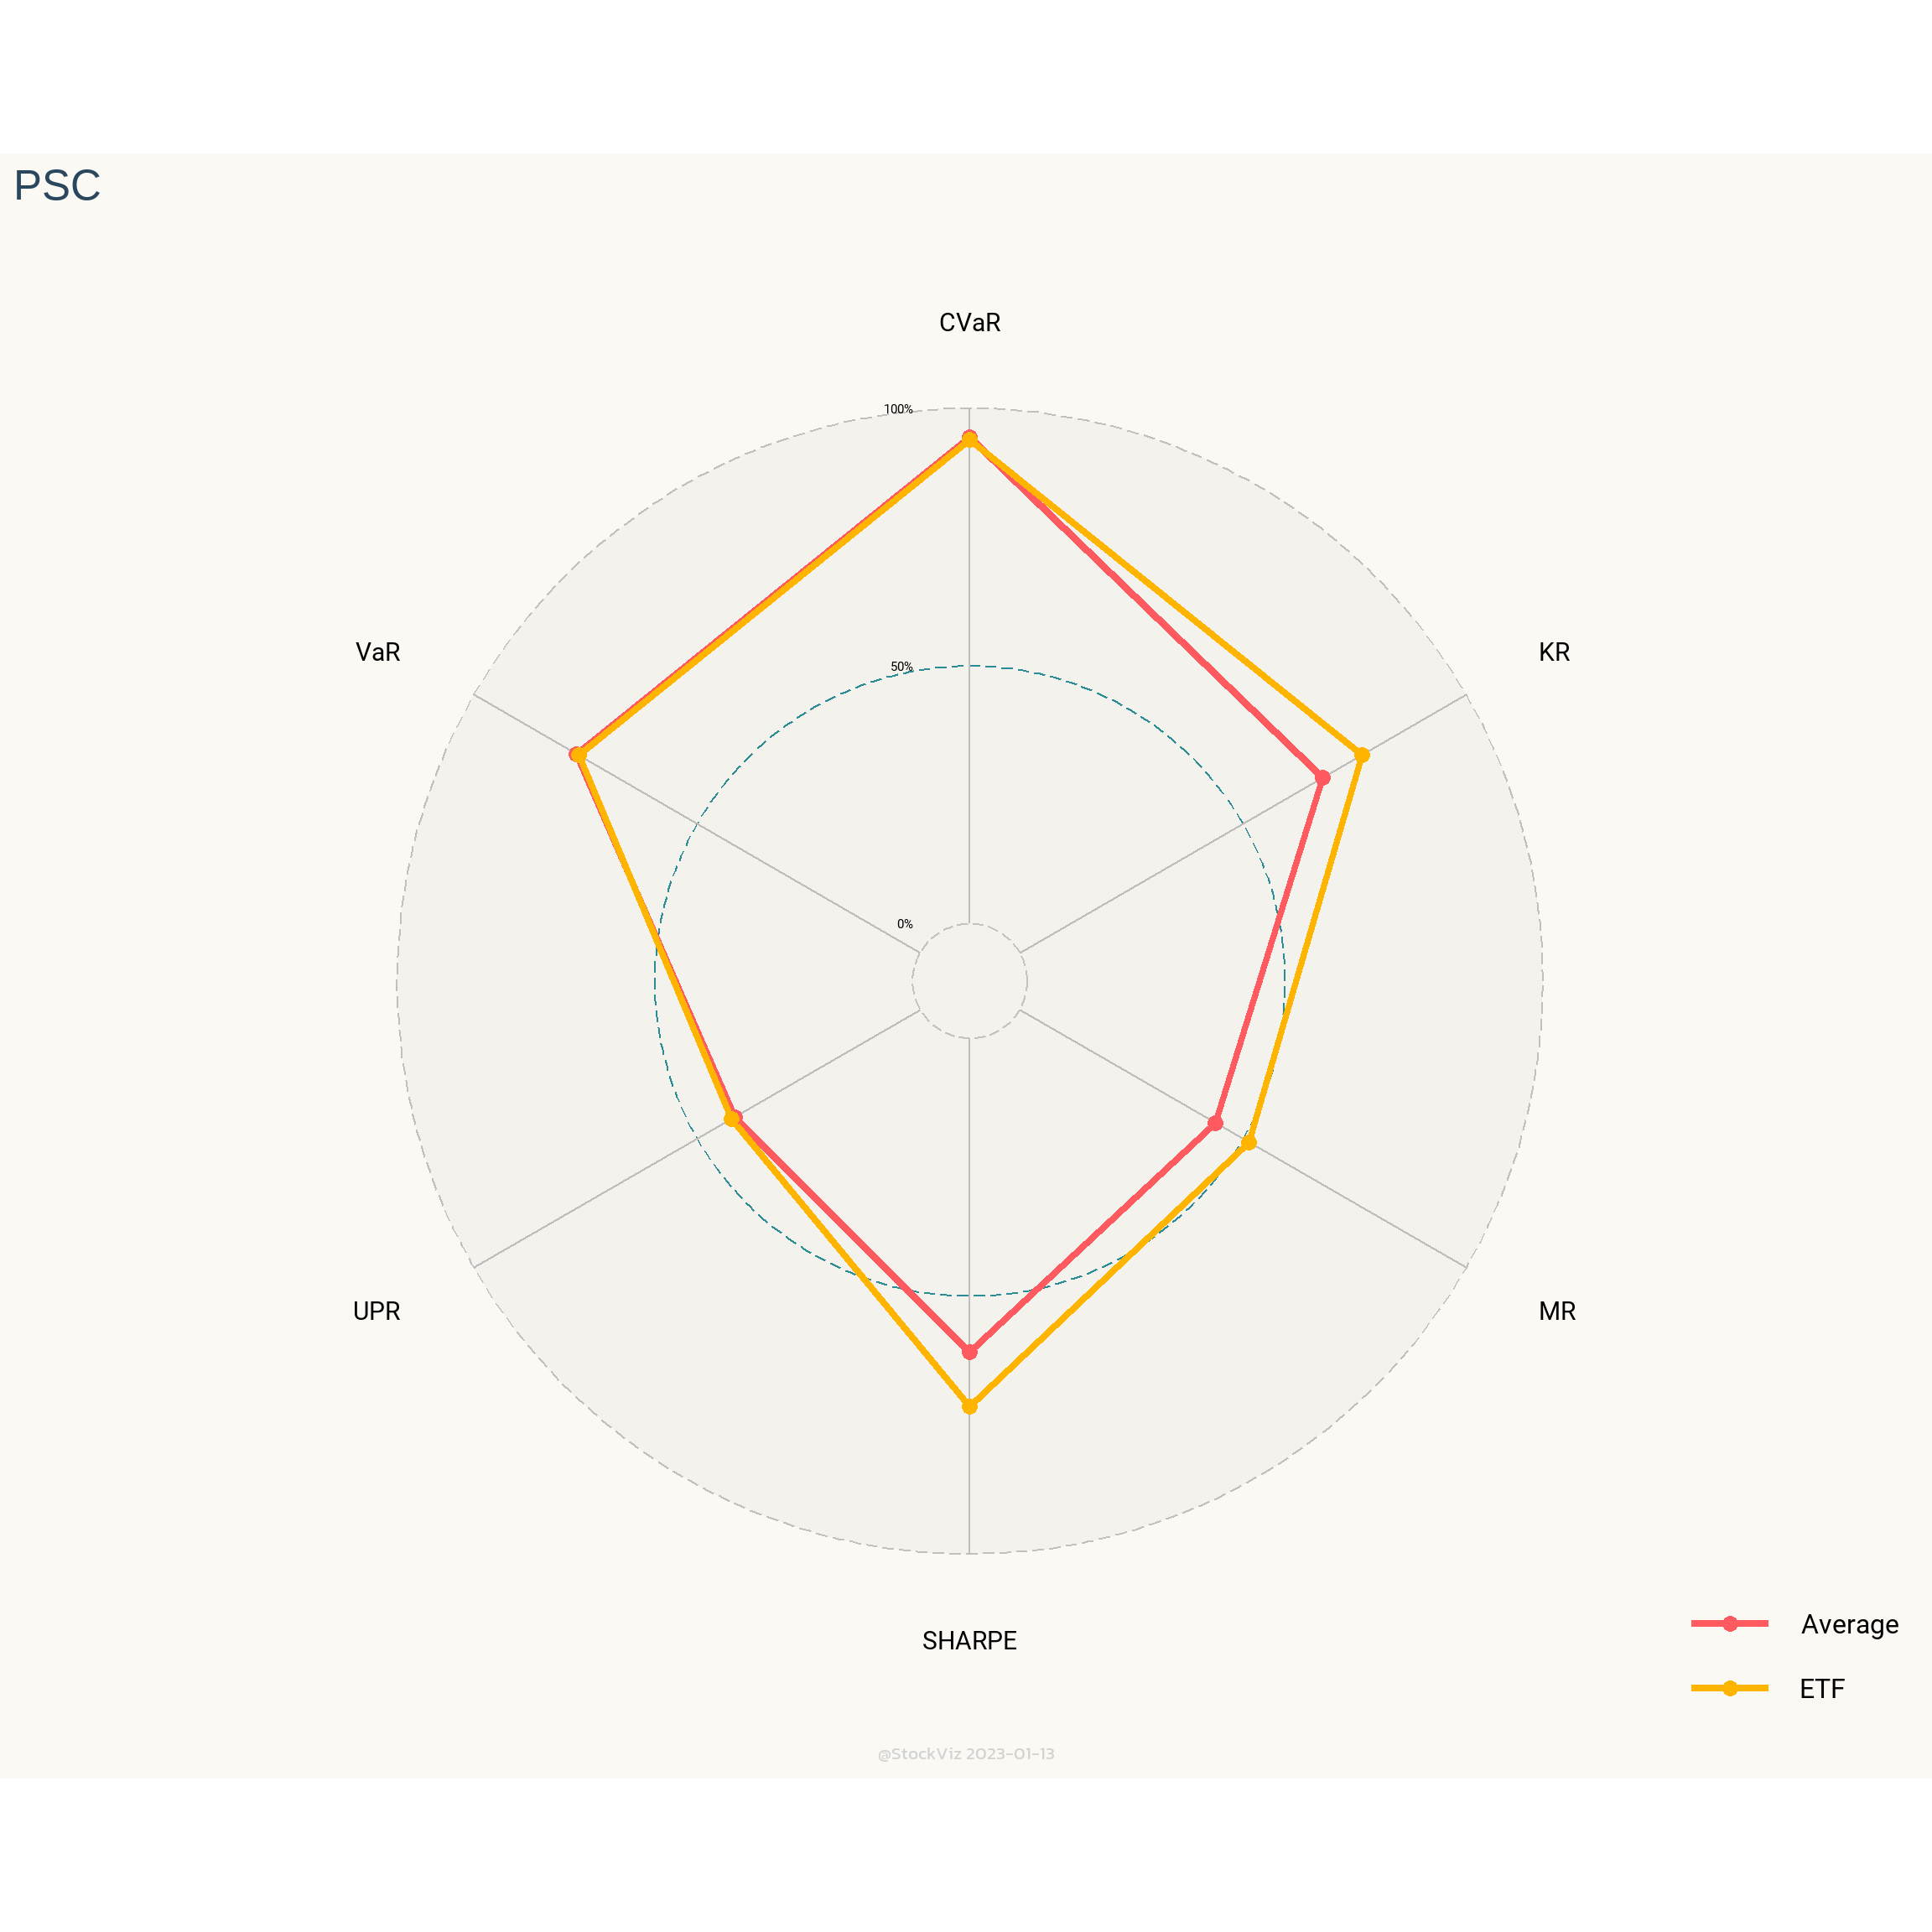 PSC
CVaR
100%
VaR
KR
50%
0%
UPR
MR
SHARPE
Average
ETF
@StockViz 2023-01-13